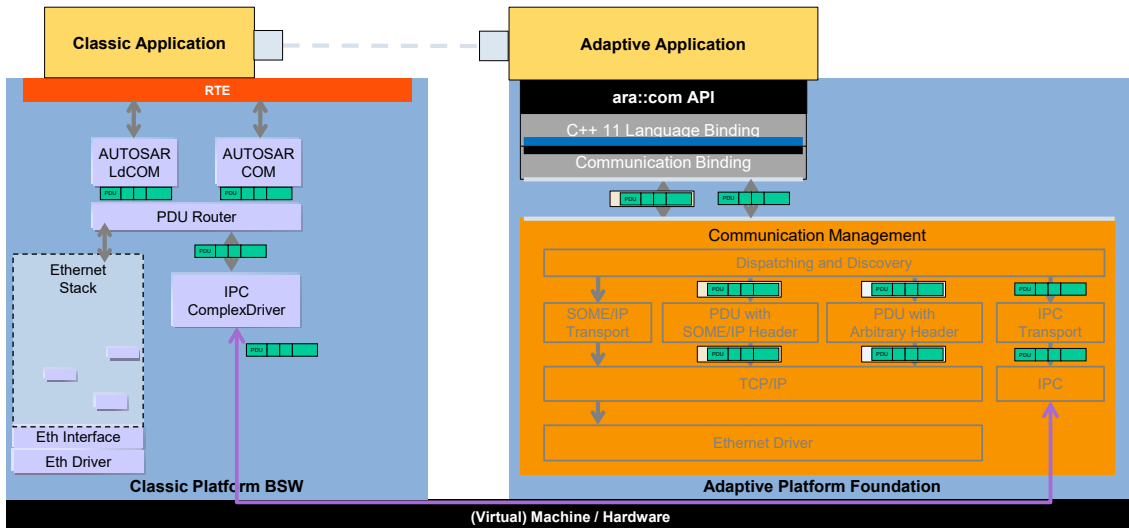 Classic Application
Adaptive Application
RTE
ara::com API
C++ 11 Language Binding
Communication Binding
AUTOSAR
LdCOM
AUTOSAR
COM
PDU
PDU
PDU
PDU
PDU Router
PDU
Communication Management
Dispatching and Discovery
Ethernet
Stack
IPC
ComplexDriver
PDU
PDU
PDU
SOME/IP
Transport
PDU with
SOME/IP Header
PDU with
Arbitrary Header
IPC
Transport
PDU
PDU
PDU
PDU
TCP/IP
IPC
Eth Interface
Ethernet Driver
Eth Driver
Classic Platform BSW
Adaptive Platform Foundation
(Virtual) Machine / Hardware